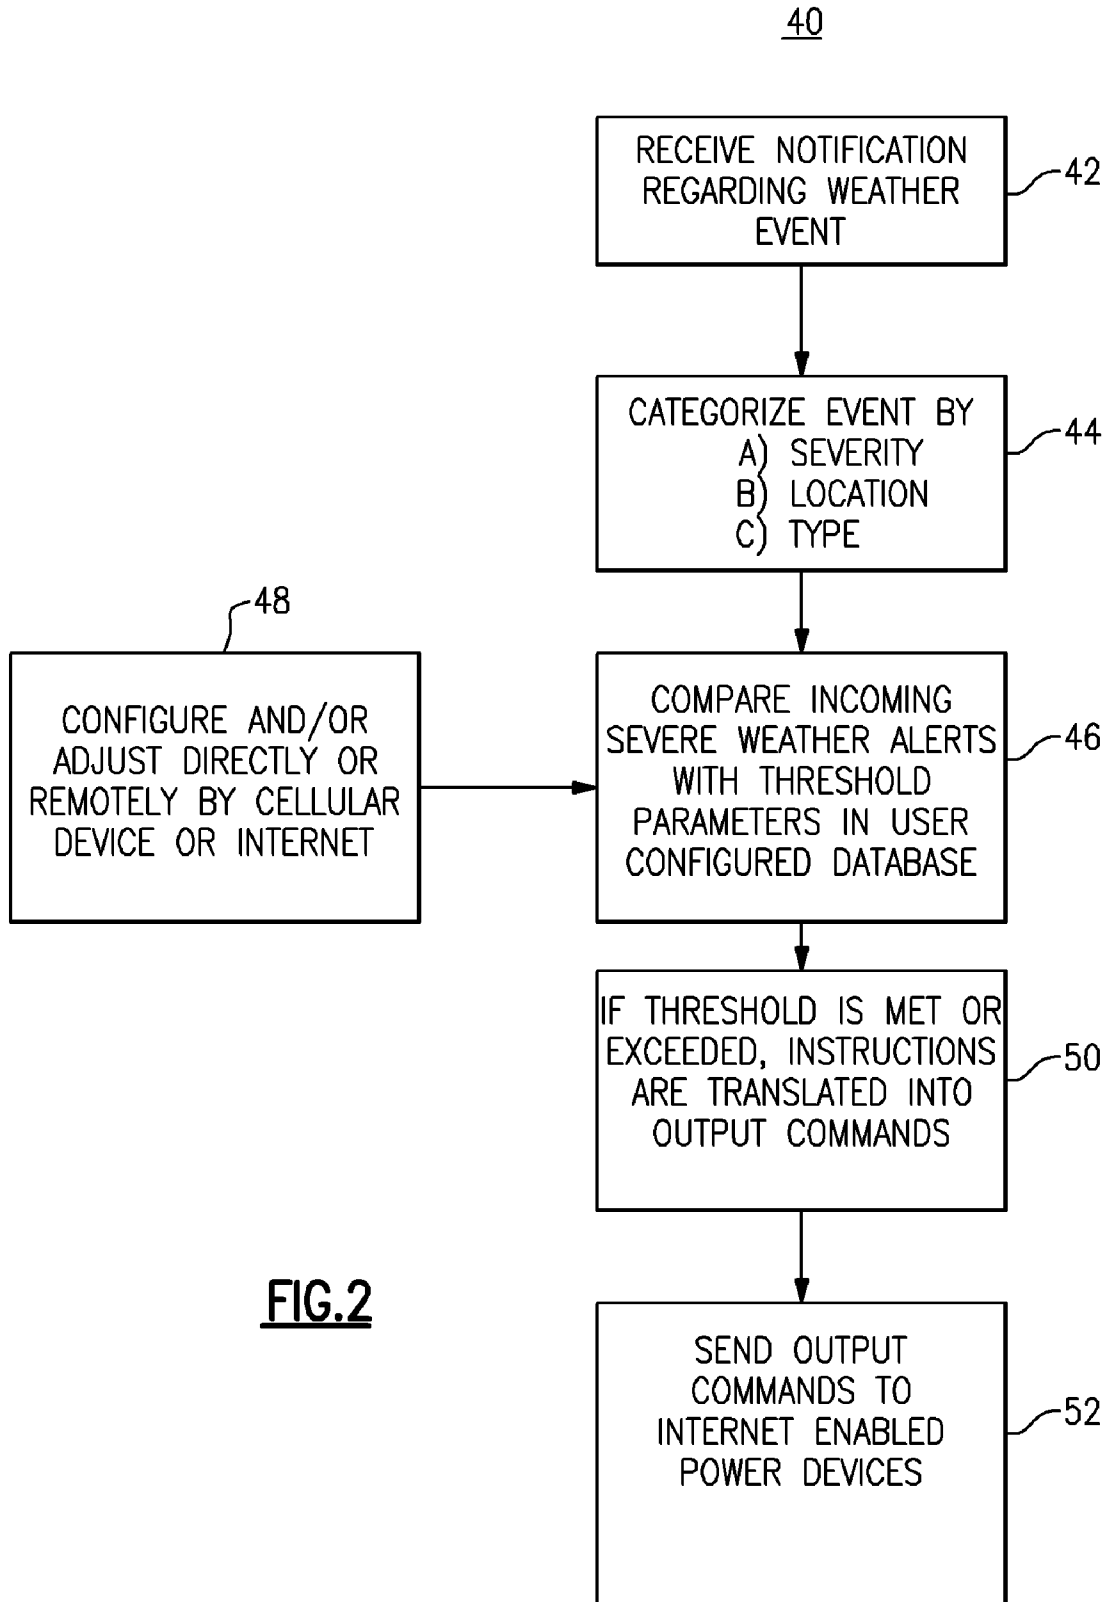 40
RECEIVE NOTIFICATION
REGARDING WEATHER
EVENT
42
CATEGORIZE EVENT BY
A) SEVERITY
B) LOCATION
C) TYPE
44
48
CONFIGURE AND/OR
ADJUST DIRECTLY OR
REMOTELY BY CELLULAR
DEVICE OR INTERNET
COMPARE INCOMING
SEVERE WEATHER ALERTS
WITH THRESHOLD
PARAMETERS IN USER
CONFIGURED DATABASE
46
IF THRESHOLD IS MET OR
EXCEEDED, INSTRUCTIONS
ARE TRANSLATED INTO
OUTPUT COMMANDS
50
FIG.2
SEND OUTPUT
COMMANDS TO
INTERNET ENABLED
POWER DEVICES
52